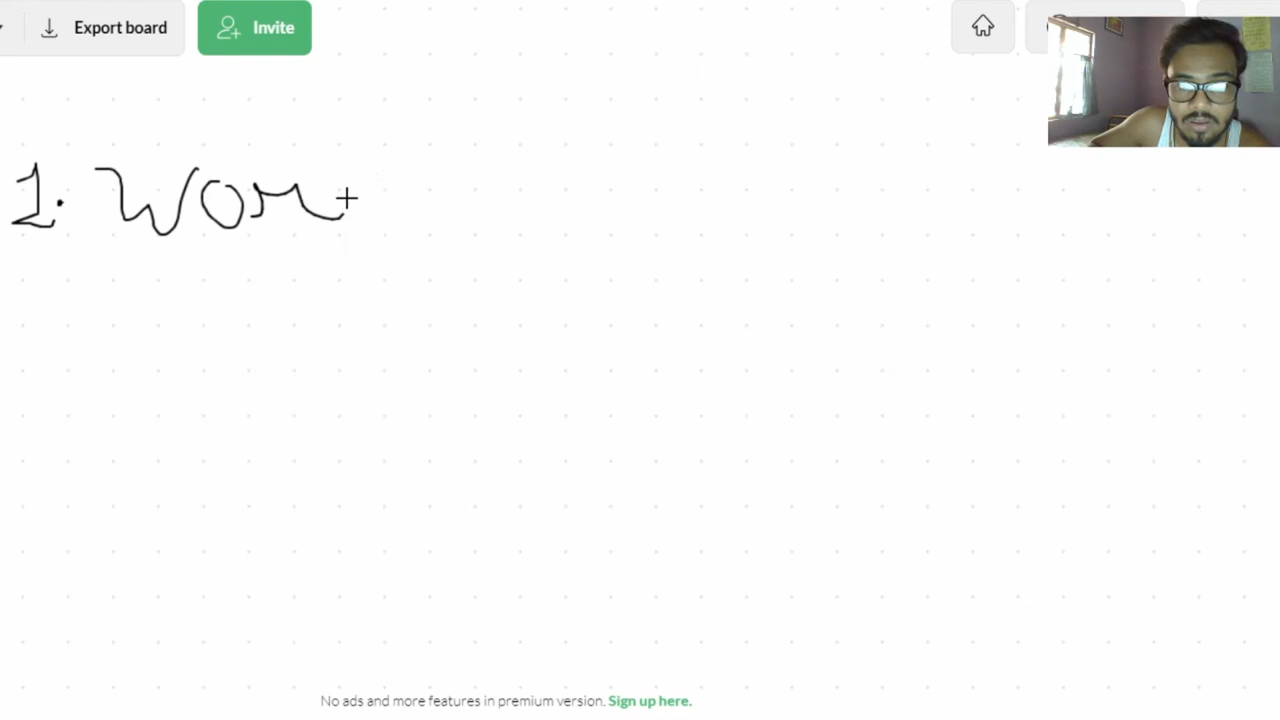 Export board Invite
1. Wor
No ads and more features in premium version. Sign up here.